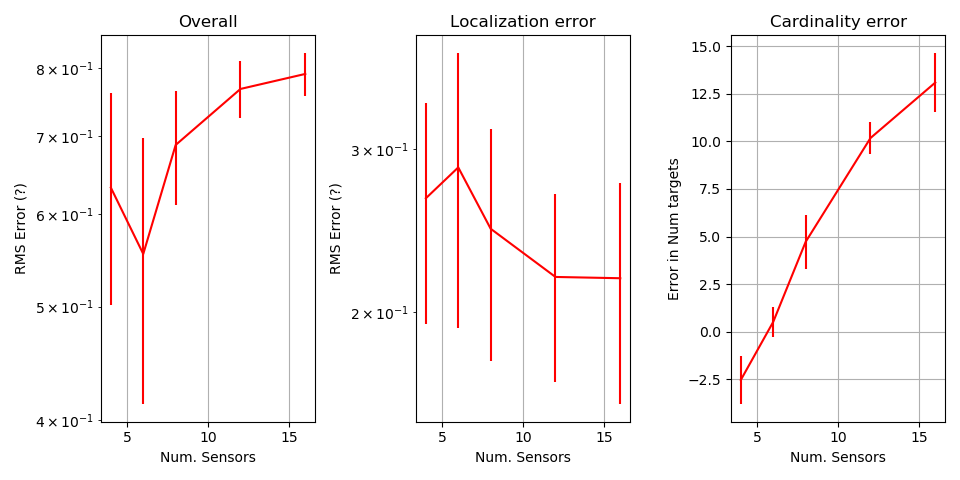 Overall
8 × 10⁻¹
7 × 10⁻¹
6 × 10⁻¹
5 × 10⁻¹
4 × 10⁻¹
RMS Error (?)
5 10 15
Num. Sensors
Localization error
3 × 10⁻¹
2 × 10⁻¹
RMS Error (?)
5 10 15
Num. Sensors
Cardinality error
15.0
12.5
10.0
7.5
5.0
2.5
0.0
−2.5
Error in Num targets
5 10 15
Num. Sensors